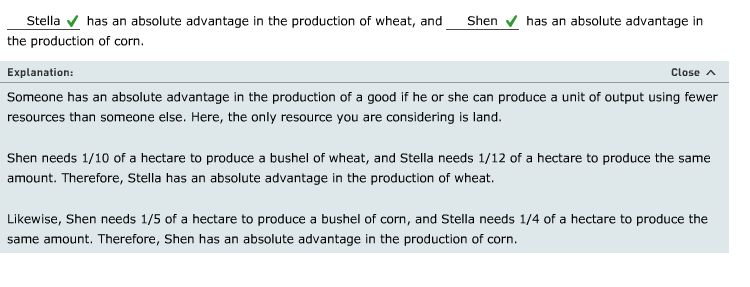 Stella ✔ has an absolute advantage in the production of wheat, and Shen ✔ has an absolute advantage in
the production of corn.
Explanation: Close ^
Someone has an absolute advantage in the production of a good if he or she can produce a unit of output using fewer
resources than someone else. Here, the only resource you are considering is land.
Shen needs 1/10 of a hectare to produce a bushel of wheat, and Stella needs 1/12 of a hectare to produce the same
amount. Therefore, Stella has an absolute advantage in the production of wheat.
Likewise, Shen needs 1/5 of a hectare to produce a bushel of corn, and Stella needs 1/4 of a hectare to produce the
same amount. Therefore, Shen has an absolute advantage in the production of corn.